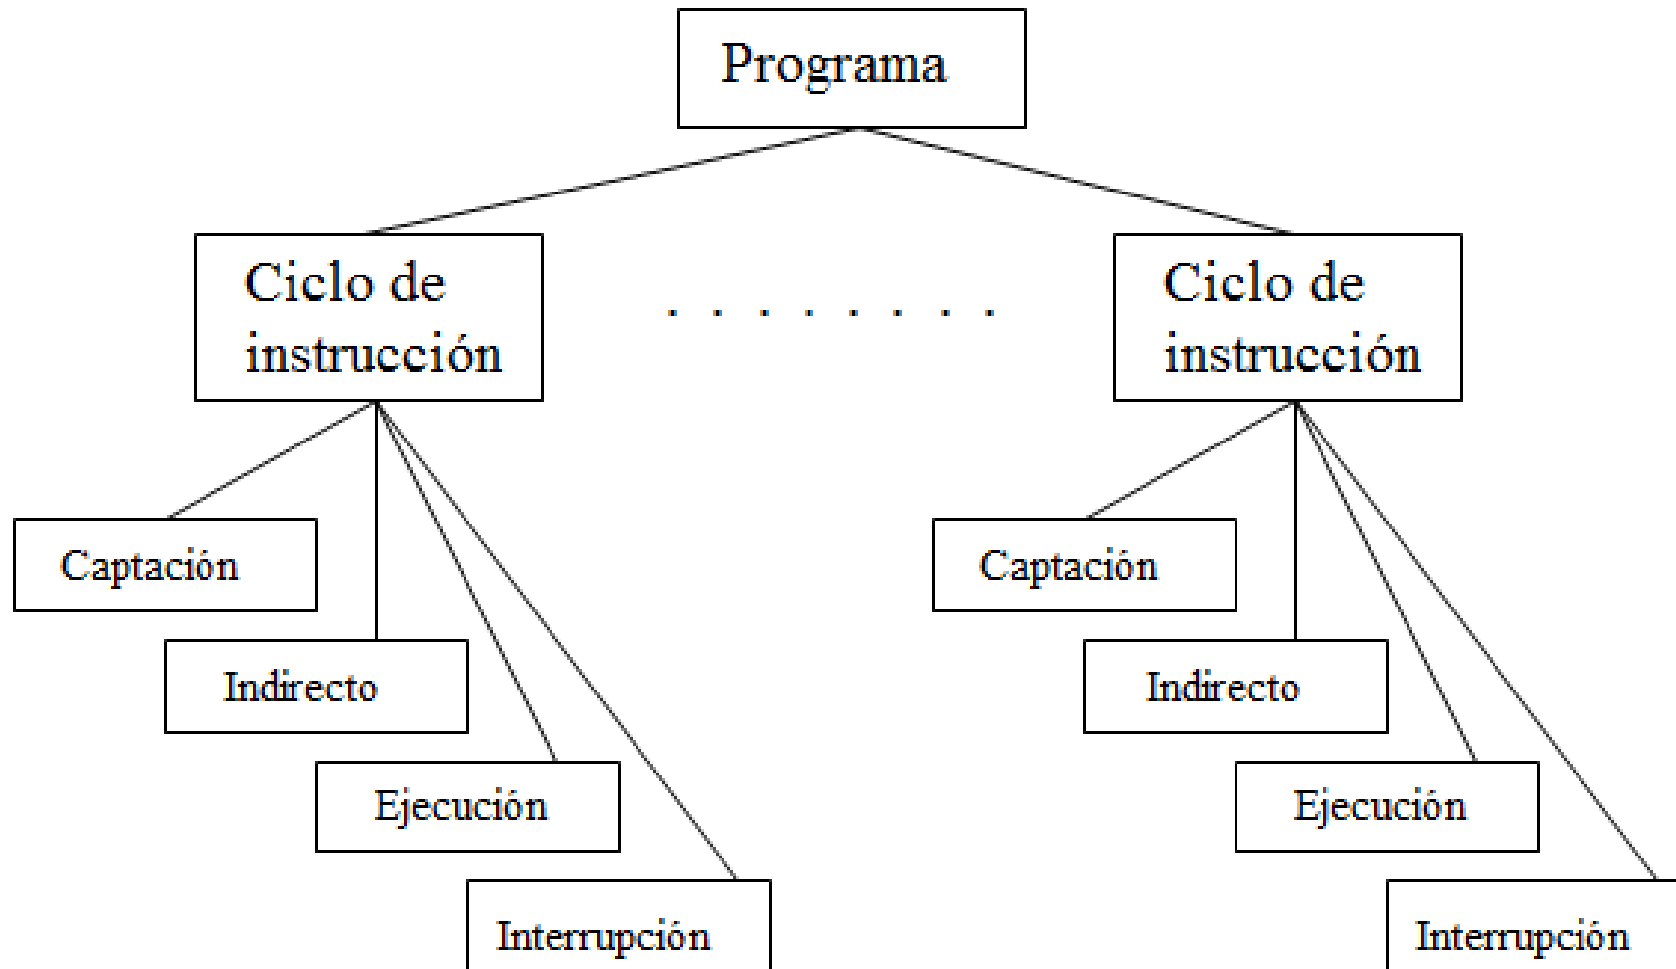 Programa
Ciclo de
instrucción
. . . . . . . .
Ciclo de
instrucción
Captación
Indirecto
Ejecución
Interrupción
Captación
Indirecto
Ejecución
Interrupción